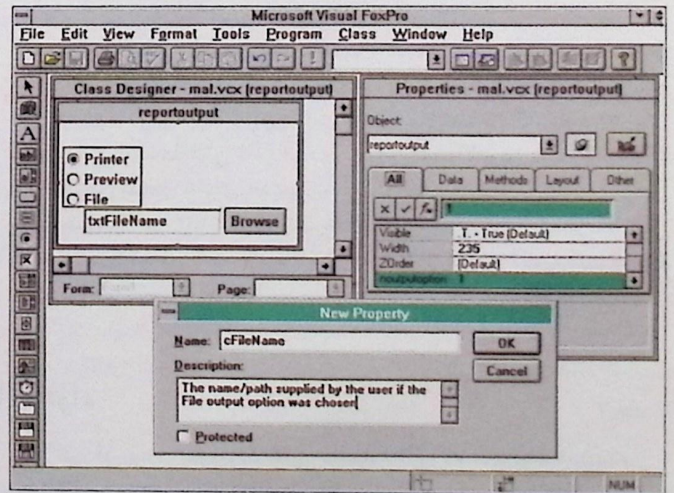 Microsoft Visual FoxPro
File Edit View Format Tools Program Class Window Help
Class Designer - mal.vcx (reportoutput)
reportoutput
Printer
Preview
File
txtFileName Browse
Form: Page:
Properties - mal.vcx (reportoutput)
Object:
reportoutput
All Data Methods Layout Other
1
Visible .T. - True (Default)
Width 235
ZOrder (Default)
noutputoption 1
New Property
Name: cFileName OK
Cancel
Description:
The name/path supplied by the user if the
File output option was chosen
Protected
NUM